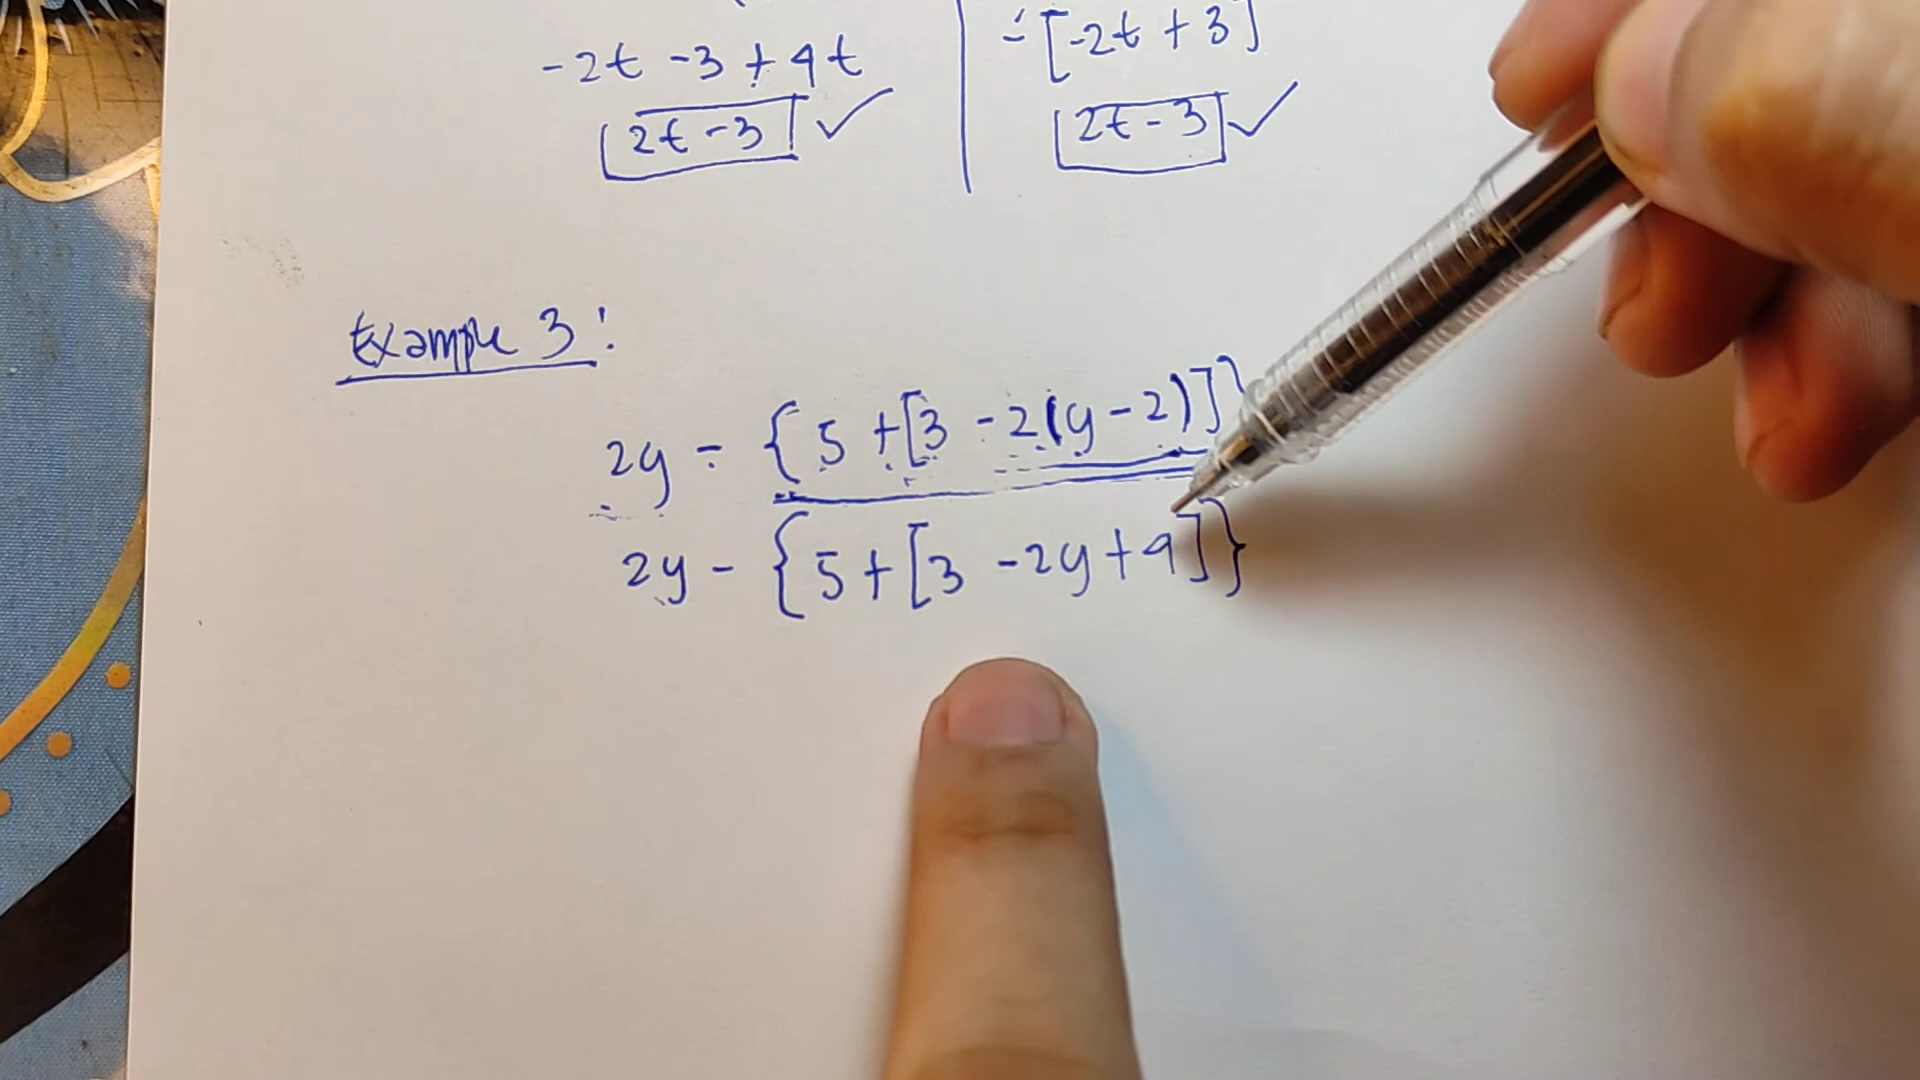 -2t -3 + 4t
2t - 3 ✓
- [-2t + 3]
2t - 3 ✓
Example 3:
2y - {5 + [3 - 2(y - 2)]}
2y - {5 + [3 - 2y + 4]}